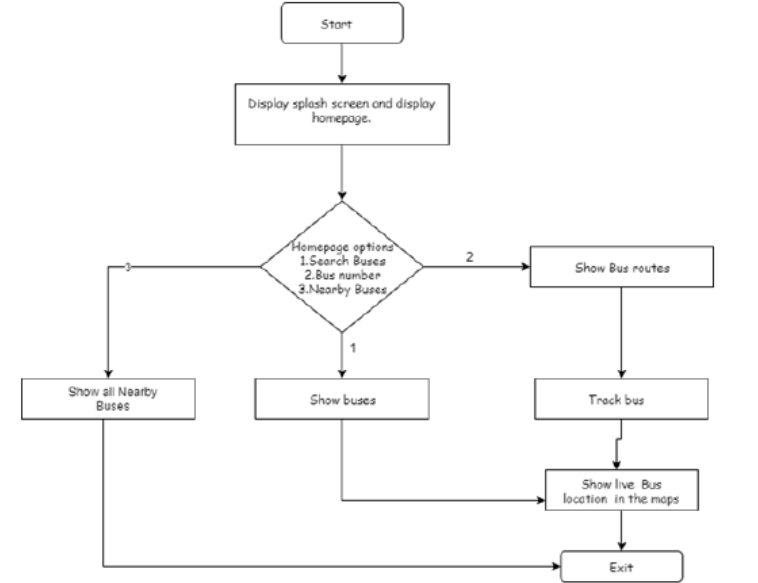 Start
Display splash screen and display
homepage.
Homepage options
1.Search Buses
2.Bus number
3.Nearby Buses
3
2
Show Bus routes
1
Show all Nearby
Buses
Show buses
Track bus
Show live Bus
location in the maps
Exit